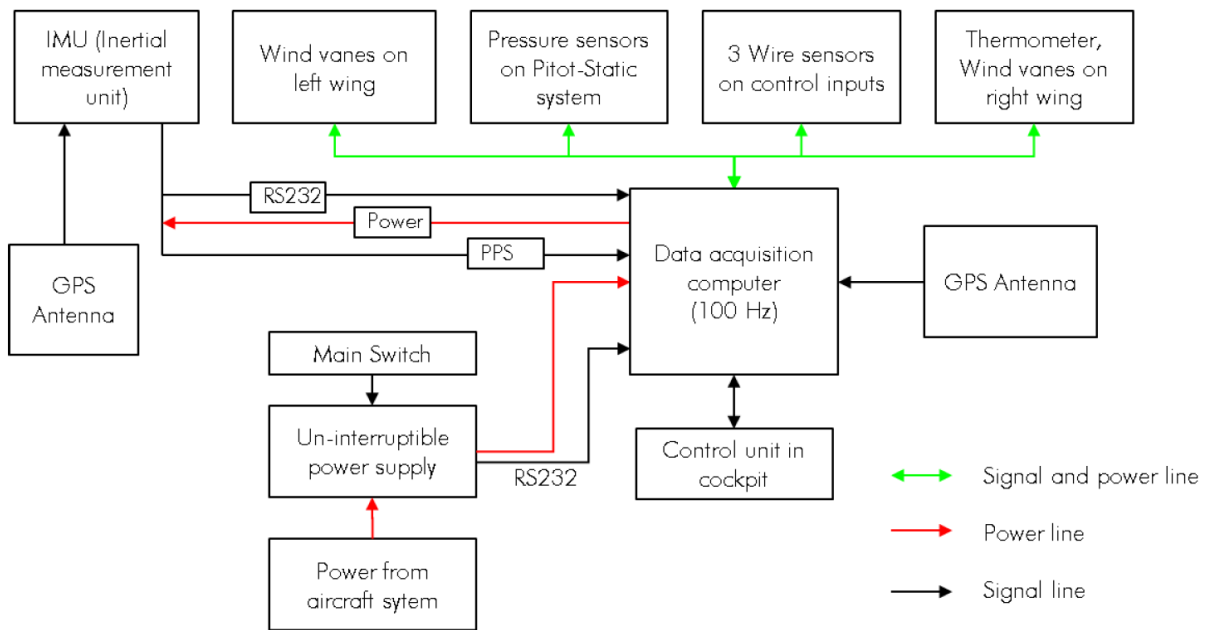 IMU (Inertial
measurement
unit)
Wind vanes on
left wing
Pressure sensors
on Pitot-Static
system
3 Wire sensors
on control inputs
Thermometer,
Wind vanes on
right wing
RS232
Power
PPS
GPS
Antenna
Data acquisition
computer
(100 Hz)
GPS Antenna
Main Switch
Un-interruptible
power supply
RS232
Control unit in
cockpit
Power from
aircraft sytem
Signal and power line
Power line
Signal line